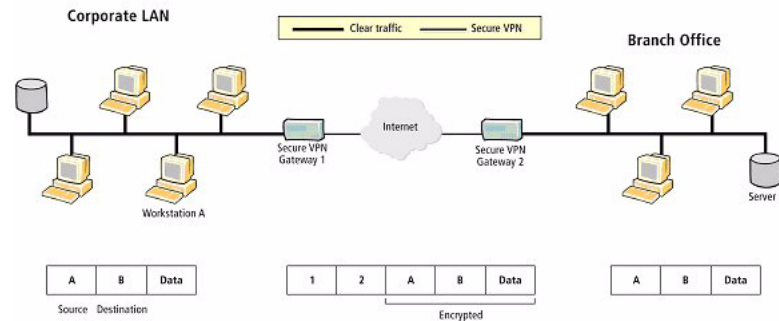 Corporate LAN
Clear traffic
Secure VPN
Branch Office
Internet
Secure VPN
Gateway 1
Secure VPN
Gateway 2
Workstation A
Server
A B Data
Source Destination
1 2 A B Data
Encrypted
A B Data